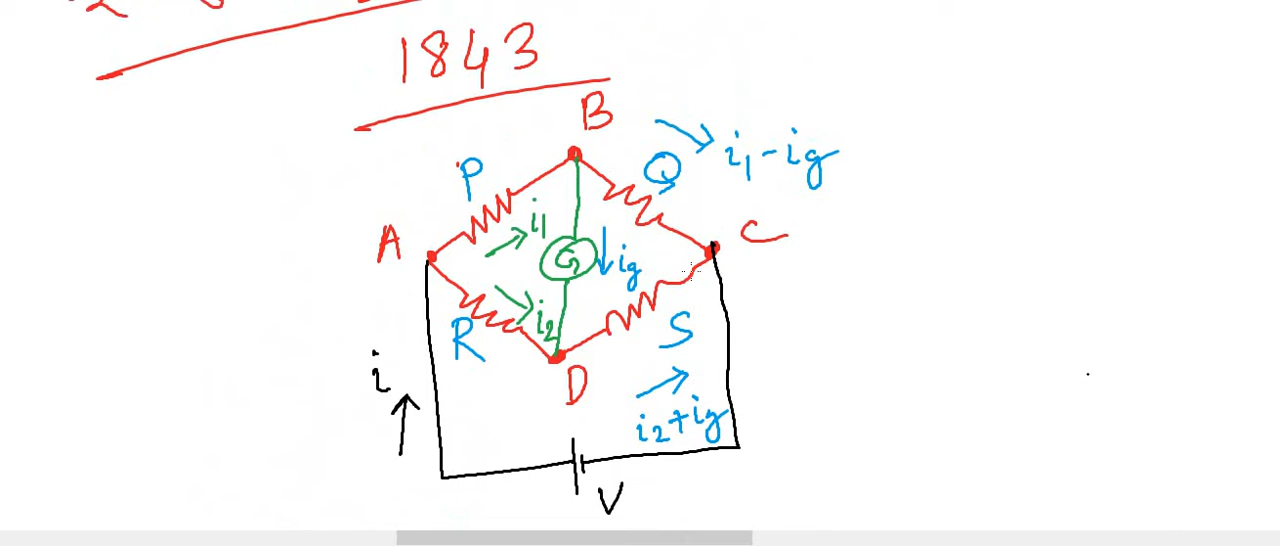 1843
B
P
Q
i₁ - ig
A
i₁
C
G
ig
i₂
R
S
D
i
i₂ + ig
V